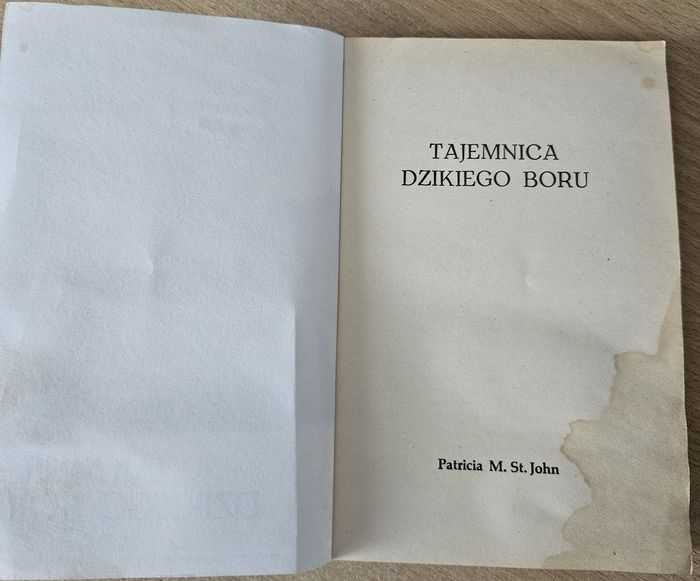 TAJEMNICA
DZIKIEGO BORU
Patricia M. St. John